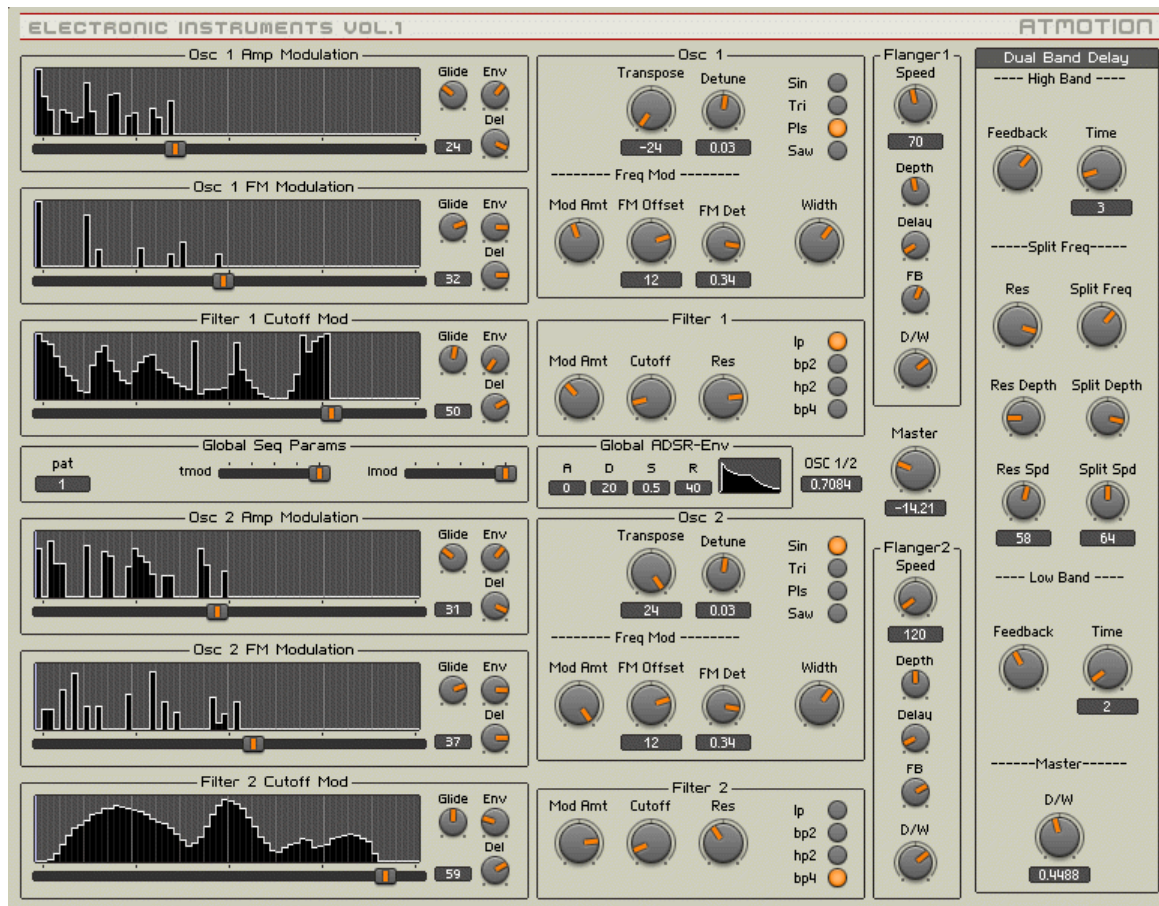 ELECTRONIC INSTRUMENTS VOL.1
ATMOTION
Osc 1 Amp Modulation
Glide Env
Del
24
Osc 1 FM Modulation
Glide Env
Del
32
Filter 1 Cutoff Mod
Glide Env
Del
50
Osc 1
Transpose Detune
-24 0.03
Sin
Tri
Pls
Saw
------- Freq Mod -------
Mod Amt FM Offset FM Det Width
12 0.34
Filter 1
Mod Amt Cutoff Res
lp
bp2
hp2
bp4
Flanger1
Speed
70
Depth
Delay
FB
D/W
Global Seq Params
pat
1
tmod
lmod
Global ADSR-Env
A D S R
0 20 0.5 40
OSC 1/2
0.7084
Master
-14.21
Osc 2 Amp Modulation
Glide Env
Del
31
Osc 2 FM Modulation
Glide Env
Del
37
Filter 2 Cutoff Mod
Glide Env
Del
59
Osc 2
Transpose Detune
24 0.03
Sin
Tri
Pls
Saw
------- Freq Mod -------
Mod Amt FM Offset FM Det Width
12 0.34
Filter 2
Mod Amt Cutoff Res
lp
bp2
hp2
bp4
Flanger2
Speed
120
Depth
Delay
FB
D/W
Dual Band Delay
---- High Band ----
Feedback Time
3
------Split Freq-----
Res Split Freq
Res Depth Split Depth
Res Spd Split Spd
58 64
---- Low Band ----
Feedback Time
2
------Master------
D/W
0.4488